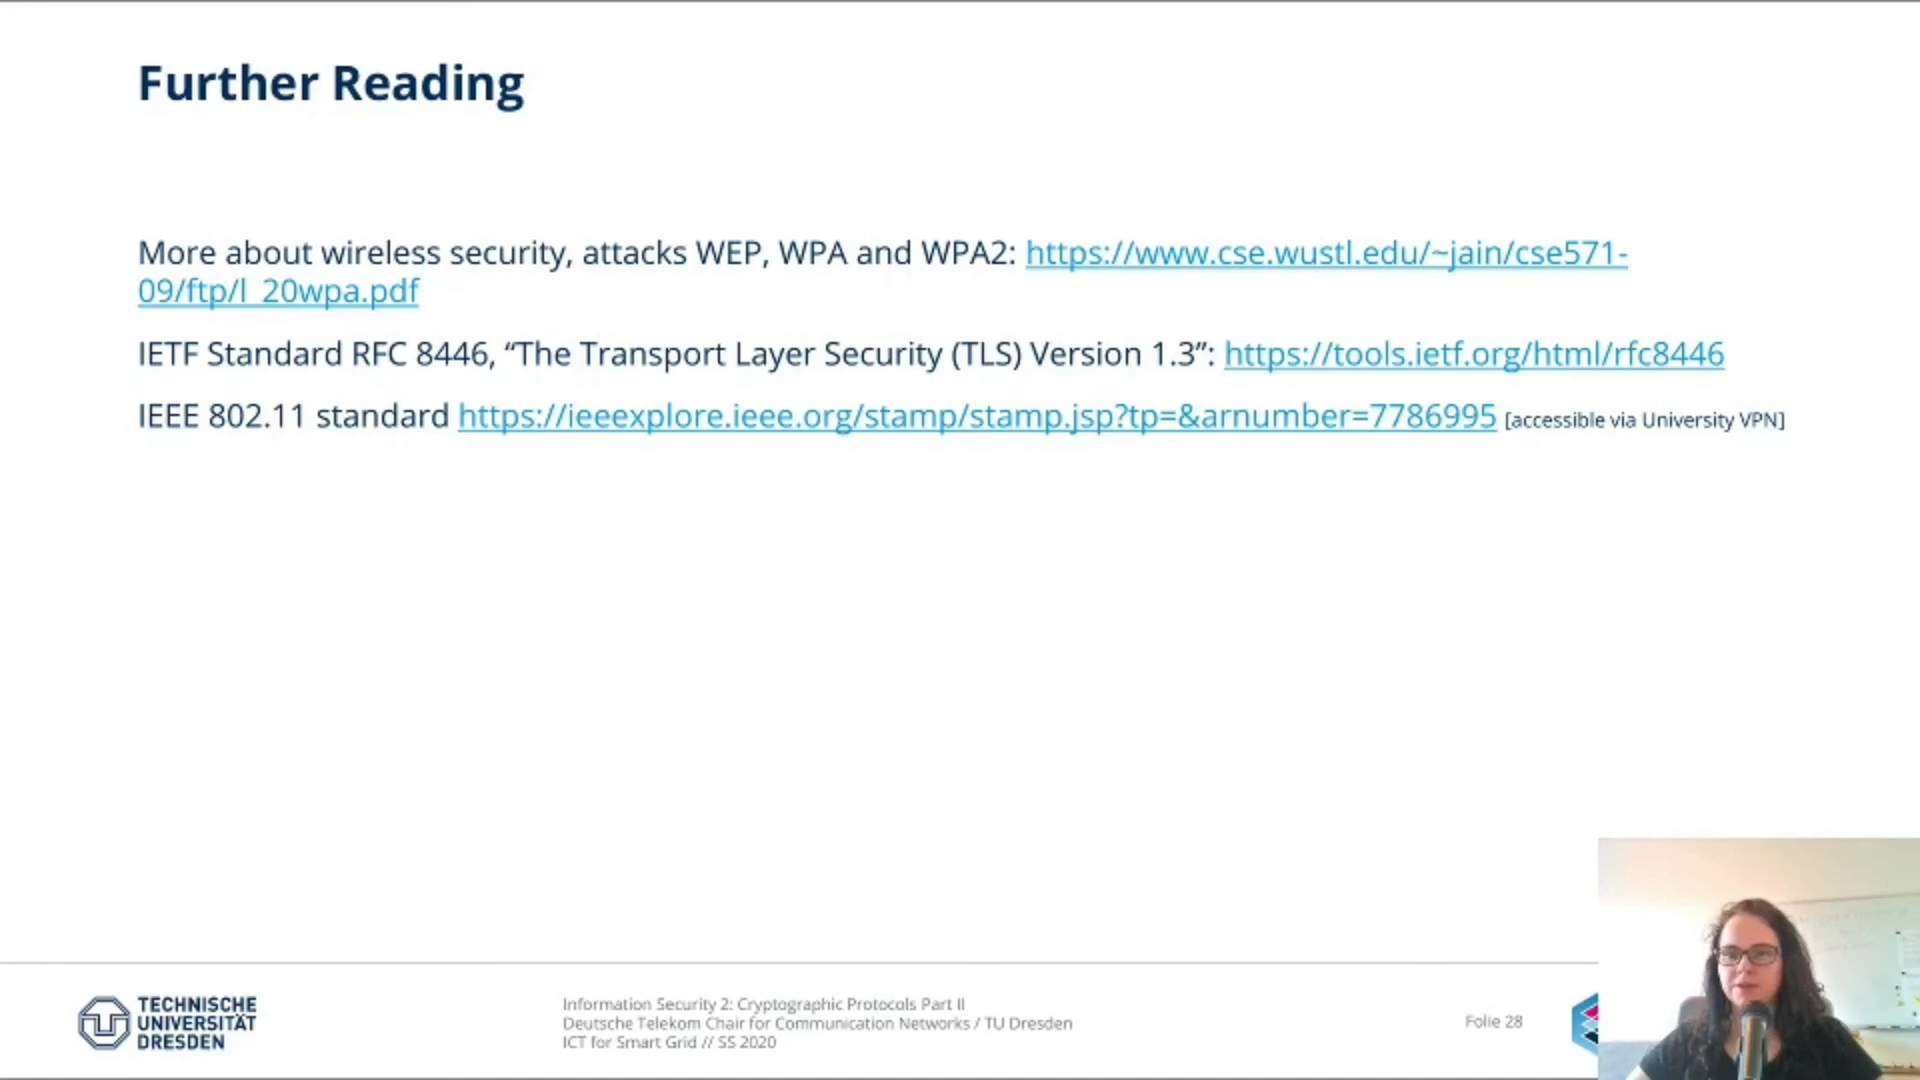 Further Reading
More about wireless security, attacks WEP, WPA and WPA2: https://www.cse.wustl.edu/~jain/cse571-
09/ftp/l_20wpa.pdf
IETF Standard RFC 8446, “The Transport Layer Security (TLS) Version 1.3”: https://tools.ietf.org/html/rfc8446
IEEE 802.11 standard https://ieeexplore.ieee.org/stamp/stamp.jsp?tp=&arnumber=7786995 [accessible via University VPN]
TECHNISCHE
UNIVERSITÄT
DRESDEN
Information Security 2: Cryptographic Protocols Part II
Deutsche Telekom Chair for Communication Networks / TU Dresden
ICT for Smart Grid // SS 2020
Folie 28